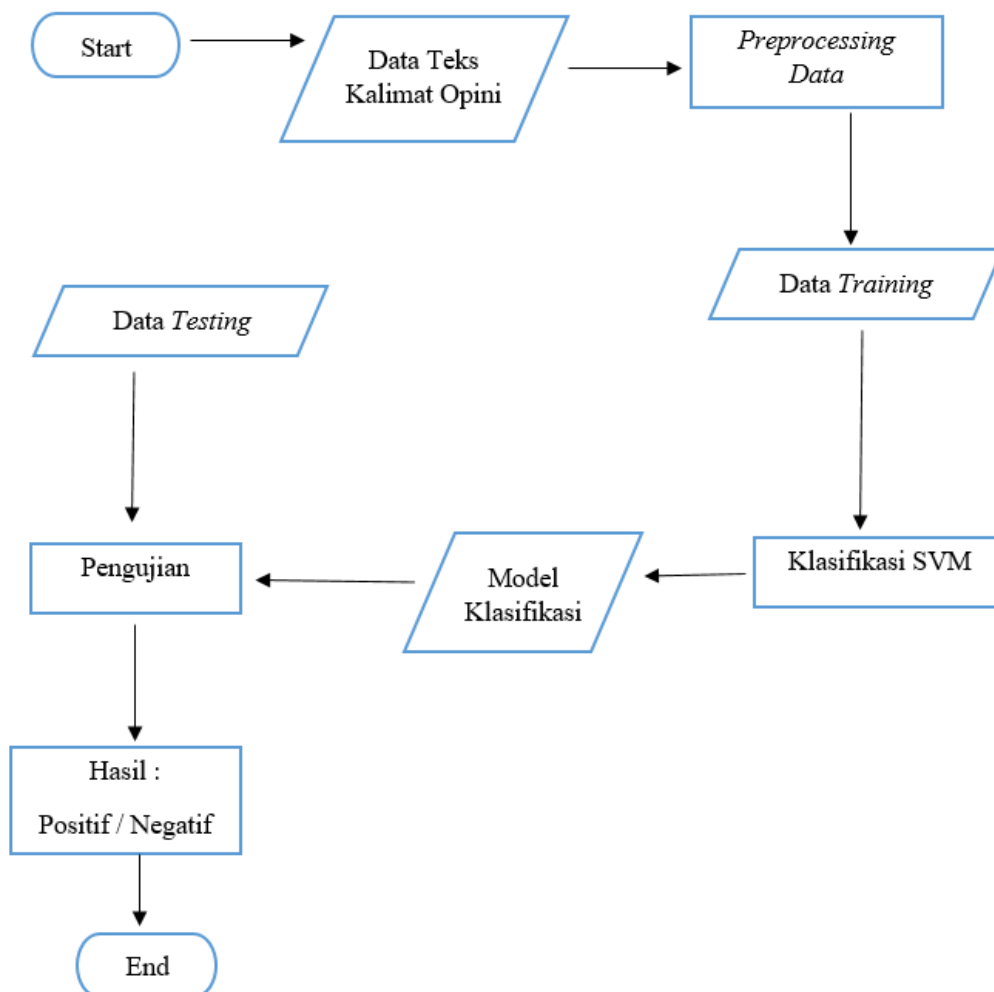 Start
Data Teks
Kalimat Opini
Preprocessing
Data
Data Training
Data Testing
Klasifikasi SVM
Model
Klasifikasi
Pengujian
Hasil :
Positif / Negatif
End